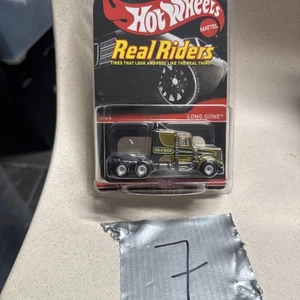 Hot Wheels
MATTEL
Real Riders
TIRES THAT LOOK AND FEEL LIKE THE REAL THING!
LONG GONE
7